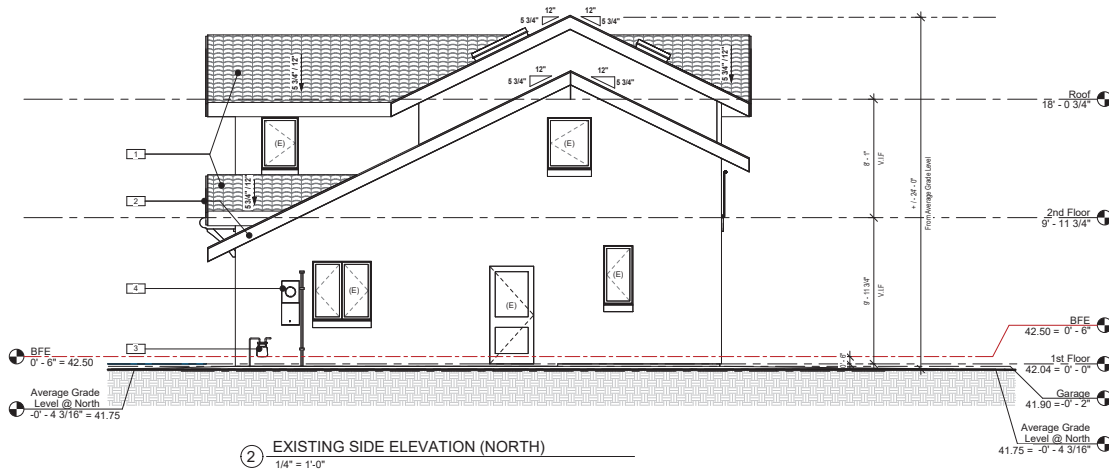 12" 12"
5 3/4" 5 3/4"
5 3/4" / 12"
5 3/4" / 12"
12" 12"
5 3/4" 5 3/4"
Roof
18' - 0 3/4"
(E)
(E)
1
8' - 1"
V.I.F
+ / - 24' - 0"
From Average Grade Level
5 3/4" / 12"
2
2nd Floor
9' - 11 3/4"
(E)
(E)
(E)
4
9' - 11 3/4"
V.I.F
3
BFE
42.50 = 0' - 6"
BFE
0' - 6" = 42.50
1st Floor
42.04 = 0' - 0"
Garage
41.90 =-0' - 2"
Average Grade
Level @ North
-0' - 4 3/16" = 41.75
Average Grade
Level @ North
41.75 = -0' - 4 3/16"
2 EXISTING SIDE ELEVATION (NORTH)
1/4" = 1'-0"